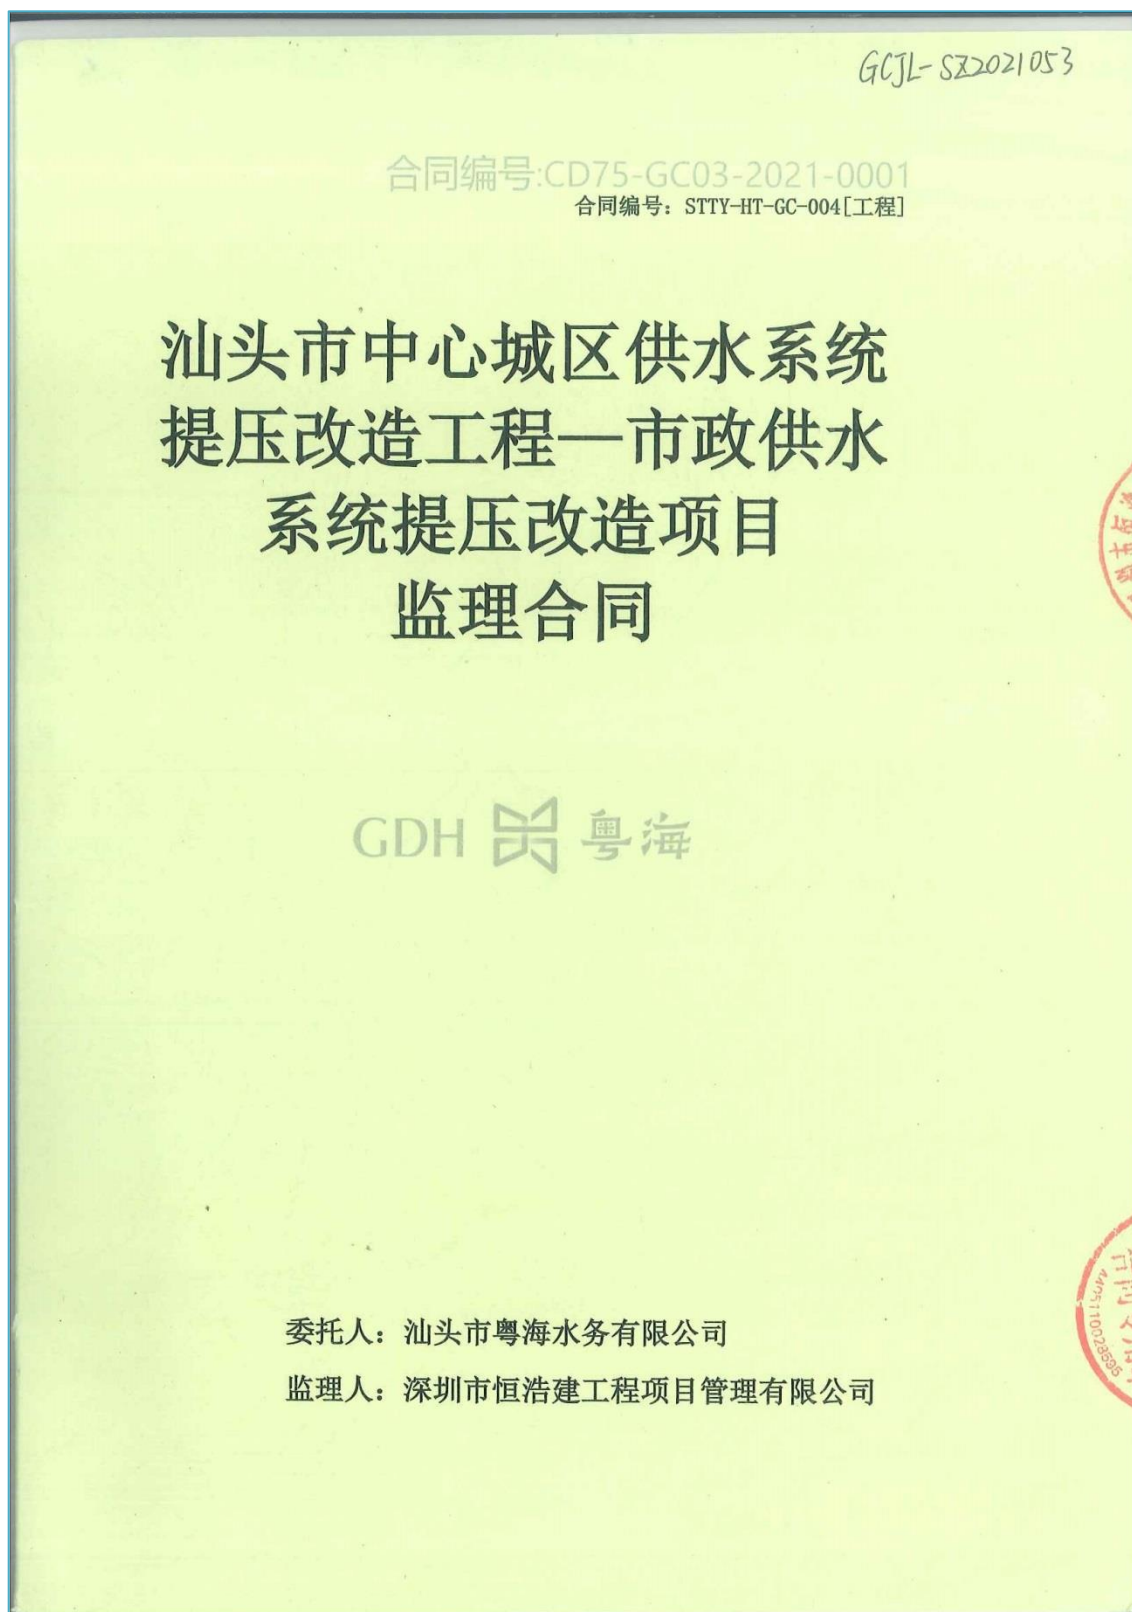 GCJL-SZ2021053
合同编号:CD75-GC03-2021-0001
合同编号：STTY-HT-GC-004[工程]
汕头市中心城区供水系统
提压改造工程—市政供水
系统提压改造项目
监理合同
GDH 粤海
委托人：汕头市粤海水务有限公司
监理人：深圳市恒浩建工程项目管理有限公司
4405110028595